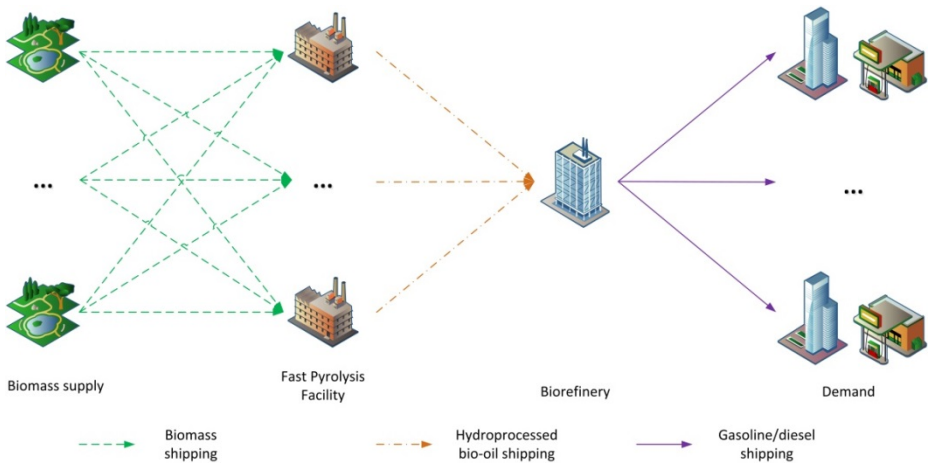 ... ... ...
Biomass supply
Fast Pyrolysis
Facility
Biorefinery
Demand
Biomass
shipping
Hydroprocessed
bio-oil shipping
Gasoline/diesel
shipping